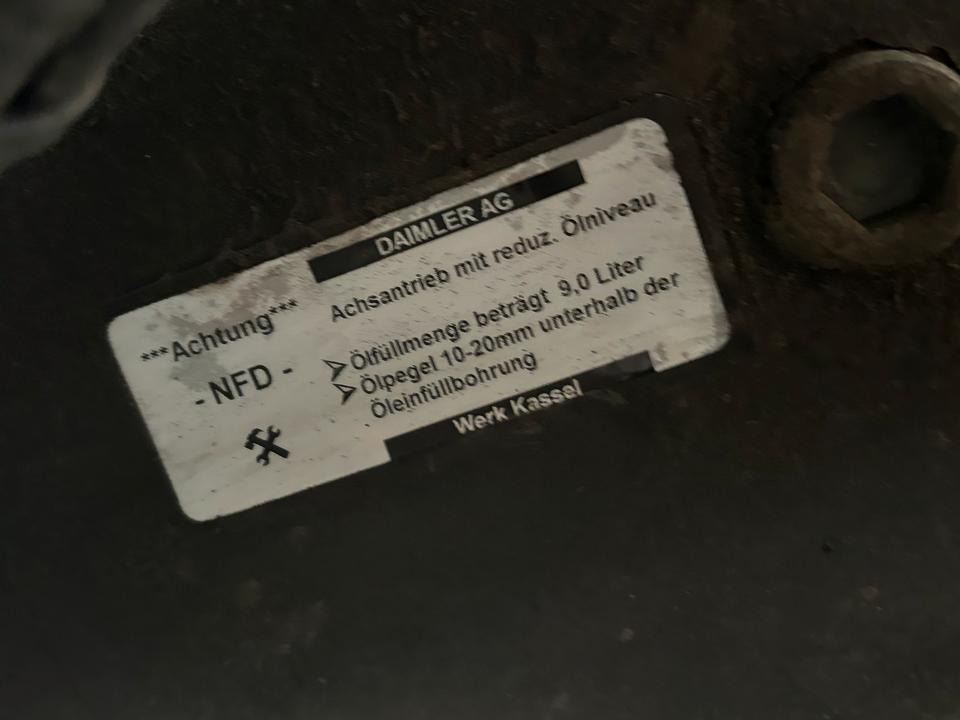 DAIMLER AG
***Achtung***
- NFD -
Achsantrieb mit reduz. Ölniveau
➢Ölfüllmenge beträgt 9,0 Liter
➢Ölpegel 10-20mm unterhalb der
Öleinfüllbohrung
Werk Kassel